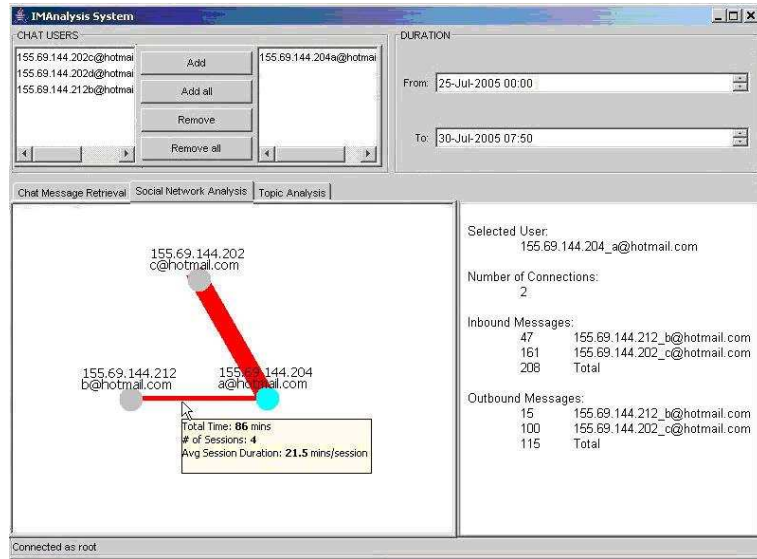 IMAnalysis System
CHAT USERS
155.69.144.202c@hotmai
155.69.144.202d@hotmai
155.69.144.212b@hotmai
Add
Add all
Remove
Remove all
155.69.144.204a@hotmai
DURATION
From: 25-Jul-2005 00:00
To: 30-Jul-2005 07:50
Chat Message Retrieval Social Network Analysis Topic Analysis
155.69.144.202
c@hotmail.com
155.69.144.212
b@hotmail.com
155.69.144.204
a@hotmail.com
Total Time: 86 mins
# of Sessions: 4
Avg Session Duration: 21.5 mins/session
Selected User:
155.69.144.204_a@hotmail.com
Number of Connections:
2
Inbound Messages:
47 155.69.144.212_b@hotmail.com
161 155.69.144.202_c@hotmail.com
208 Total
Outbound Messages:
15 155.69.144.212_b@hotmail.com
100 155.69.144.202_c@hotmail.com
115 Total
Connected as root